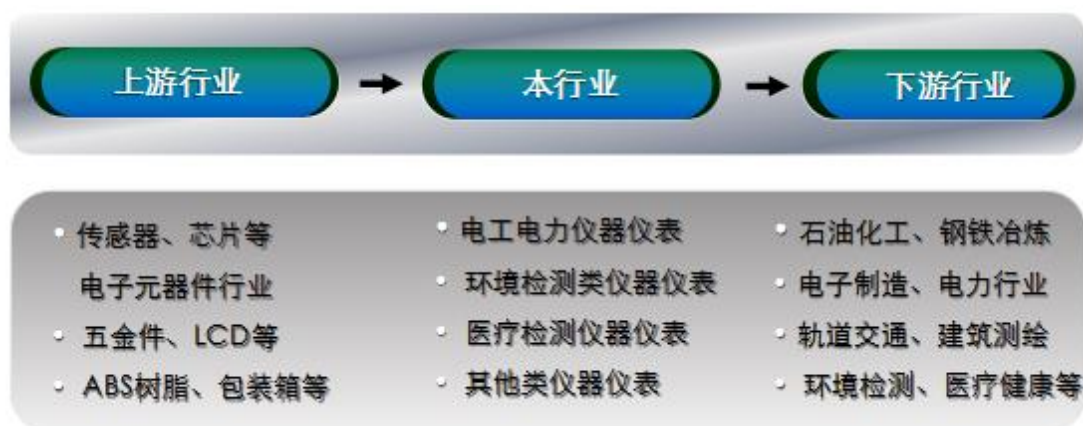 上游行业
本行业
下游行业
传感器、芯片等
电子元器件行业
五金件、LCD等
ABS树脂、包装箱等
电工电力仪器仪表
环境检测类仪器仪表
医疗检测仪器仪表
其他类仪器仪表
石油化工、钢铁冶炼
电子制造、电力行业
轨道交通、建筑测绘
环境检测、医疗健康等